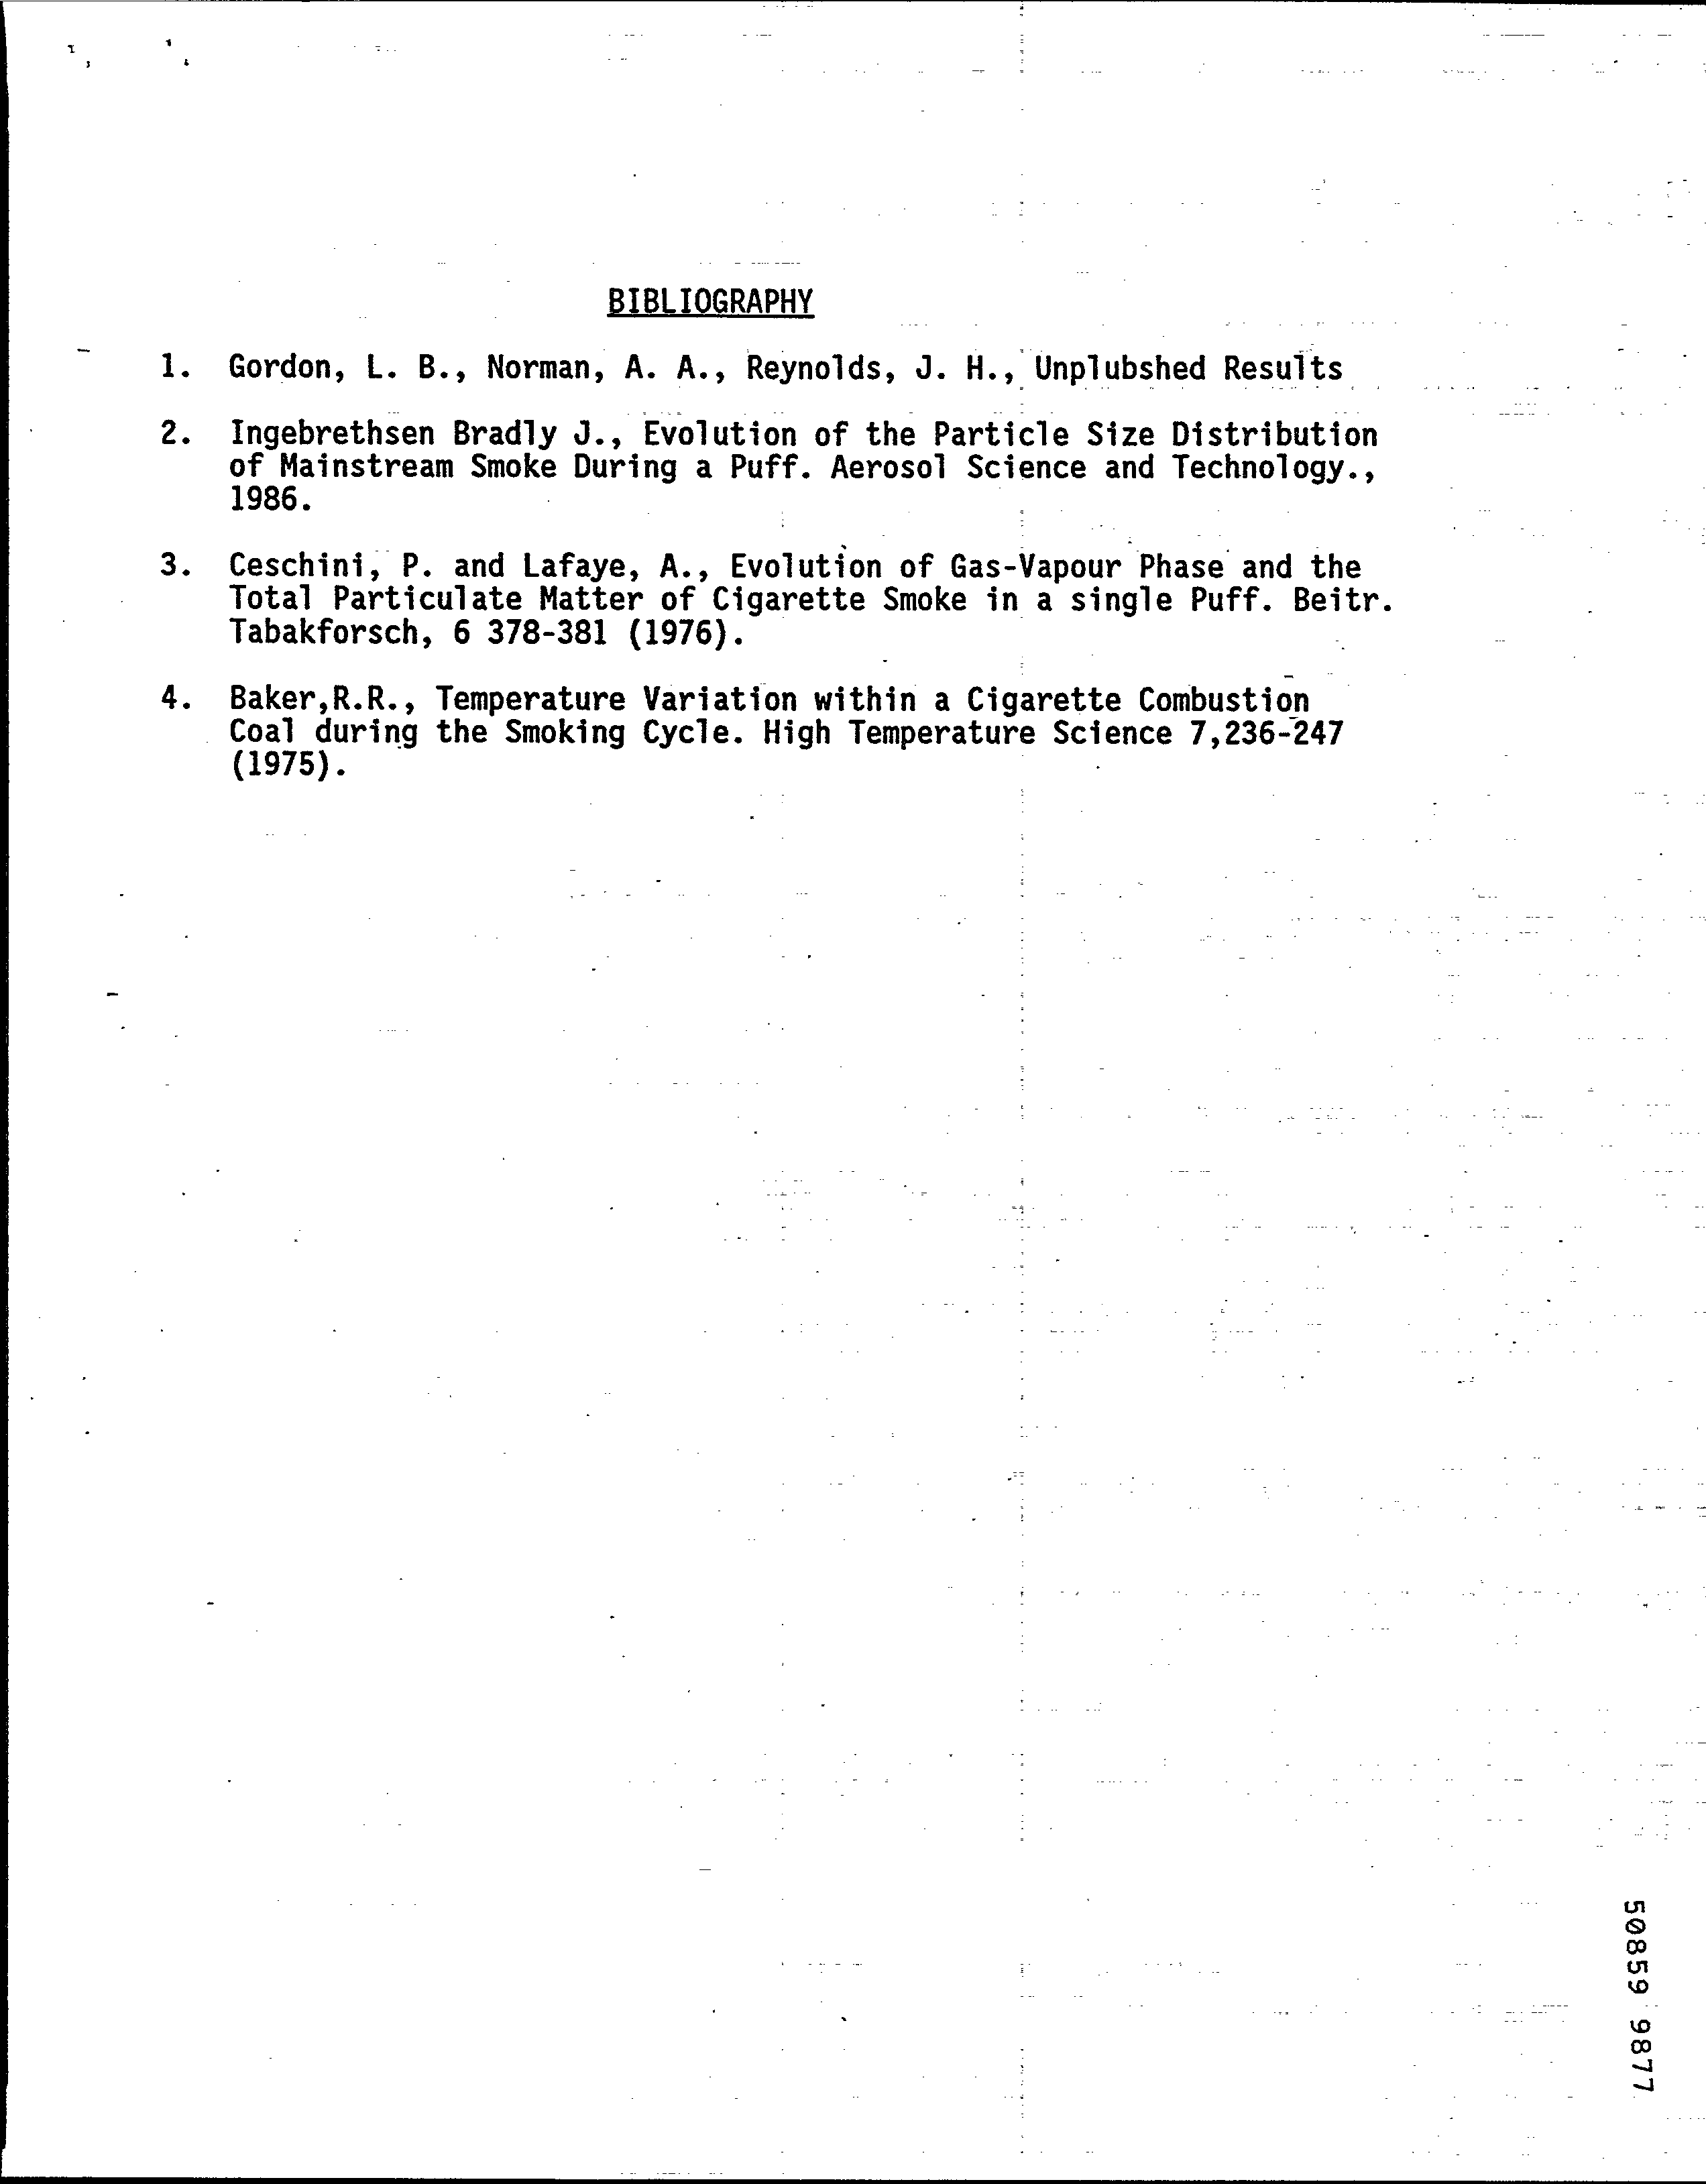 BIBLIOGRAPHY
1. Gordon, L. B., Norman, A. A., Reynolds, J. H., Unplubshed Results
2. Ingebrethsen Bradly J., Evolution of the Particle Size Distribution
of Mainstream Smoke During a Puff. Aerosol Science and Technology.,
1986.
3. Ceschini, P. and Lafaye, A., Evolution of Gas-Vapour Phase and the
Total Particulate Matter of Cigarette Smoke in a single Puff. Beitr.
Tabakforsch, 6 378-381 (1976).
4. Baker,R.R., Temperature Variation within a Cigarette Combustion
Coal during the Smoking Cycle. High Temperature Science 7,236-247
(1975).
50859 9877